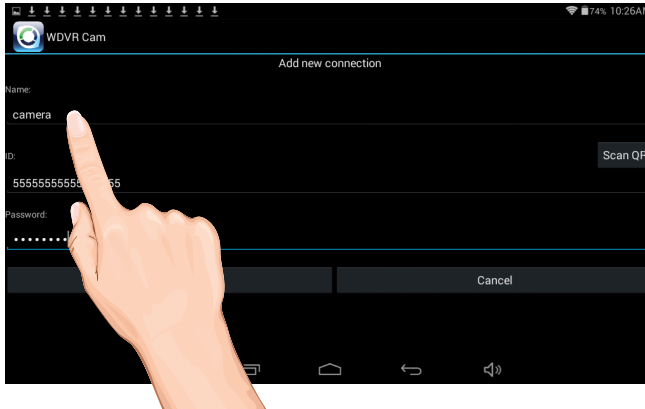 74% 10:26AM
WDVR Cam
Add new connection
Name:
camera
ID:
Scan QR
Password:
Cancel